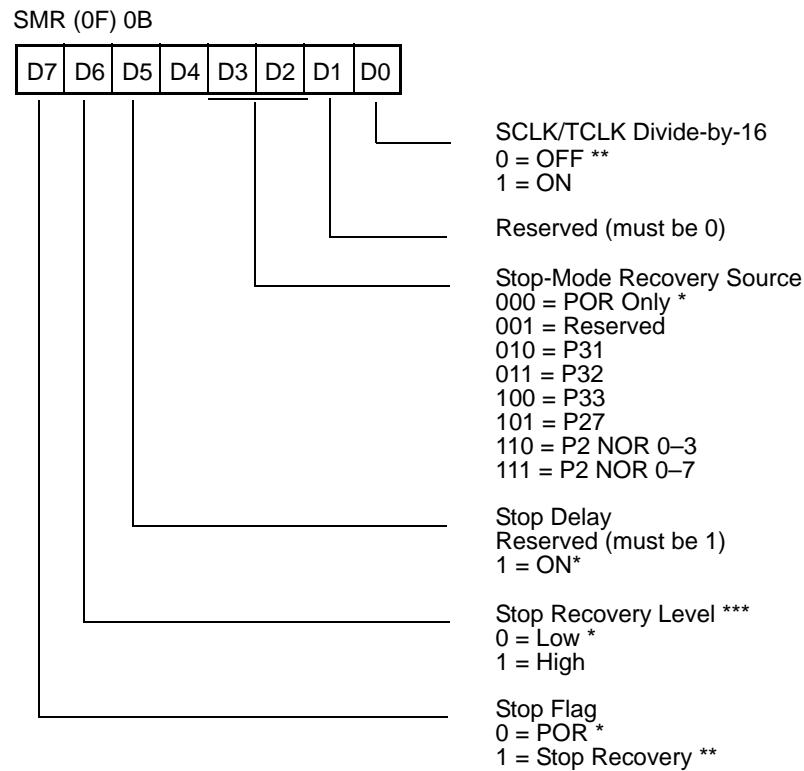 SMR (0F) 0B
D7 D6 D5 D4 D3 D2 D1 D0
SCLK/TCLK Divide-by-16
0 = OFF **
1 = ON
Reserved (must be 0)
Stop-Mode Recovery Source
000 = POR Only *
001 = Reserved
010 = P31
011 = P32
100 = P33
101 = P27
110 = P2 NOR 0–3
111 = P2 NOR 0–7
Stop Delay
Reserved (must be 1)
1 = ON*
Stop Recovery Level ***
0 = Low *
1 = High
Stop Flag
0 = POR *
1 = Stop Recovery **